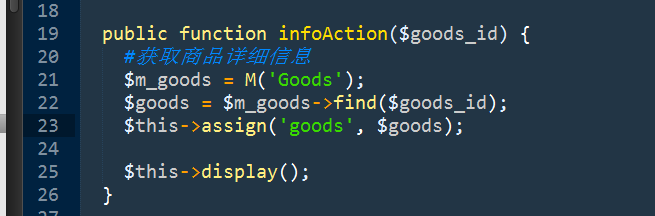 18
19 public function infoAction($goods_id) {
20 #获取商品详细信息
21 $m_goods = M('Goods');
22 $goods = $m_goods->find($goods_id);
23 $this->assign('goods', $goods);
24
25 $this->display();
26 }